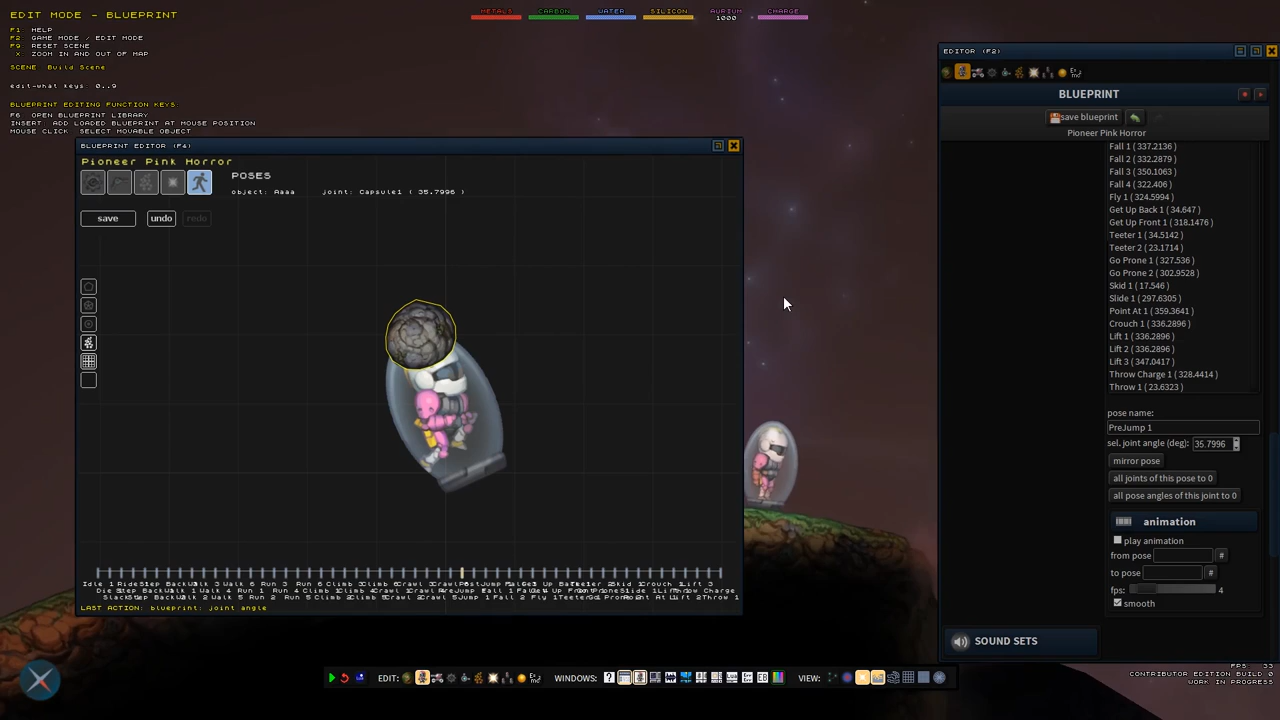 EDIT MODE - BLUEPRINT
F1: HELP
F2: GAME MODE / EDIT MODE
F9: RESET SCENE
X: ZOOM IN AND OUT OF MAP
SCENE: Build Scene
edit-what keys: 0..9
BLUEPRINT EDITING FUNCTION KEYS:
F6: OPEN BLUEPRINT LIBRARY
INSERT: ADD LOADED BLUEPRINT AT MOUSE POSITION
MOUSE CLICK: SELECT MOVABLE OBJECT
METALS CARBON WATER SILICON AURIUM CHARGE
1000
BLUEPRINT EDITOR (F4)
Pioneer Pink Horror
POSES
object: Aaaa joint: Capsule1 ( 35.7996 )
save undo redo
LAST ACTION: blueprint: joint angle
EDITOR (F2)
BLUEPRINT
save blueprint
Pioneer Pink Horror
Fall 1 ( 337.2136 )
Fall 2 ( 332.2879 )
Fall 3 ( 350.1063 )
Fall 4 ( 322.406 )
Fly 1 ( 324.5994 )
Get Up Back 1 ( 34.647 )
Get Up Front 1 ( 318.1476 )
Teeter 1 ( 34.5142 )
Teeter 2 ( 23.1714 )
Go Prone 1 ( 327.536 )
Go Prone 2 ( 302.9528 )
Skid 1 ( 17.546 )
Slide 1 ( 297.6305 )
Point At 1 ( 359.3641 )
Crouch 1 ( 336.2896 )
Lift 1 ( 336.2896 )
Lift 2 ( 336.2896 )
Lift 3 ( 347.0417 )
Throw Charge 1 ( 328.4414 )
Throw 1 ( 23.6323 )
pose name:
PreJump 1
sel. joint angle (deg): 35.7996
mirror pose
all joints of this pose to 0
all pose angles of this joint to 0
animation
play animation
from pose #
to pose #
fps: 4
smooth
SOUND SETS
EDIT: WINDOWS: ? VIEW:
FPS: 33
CONTRIBUTOR EDITION BUILD 0
WORK IN PROGRESS